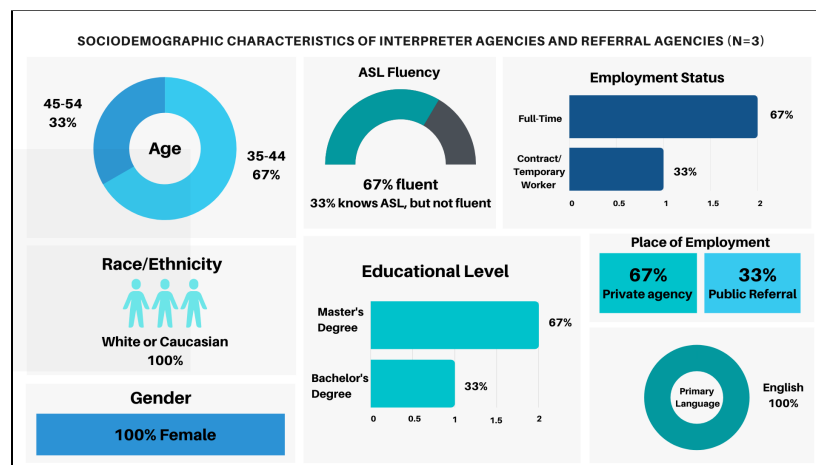 SOCIODEMOGRAPHIC CHARACTERISTICS OF INTERPRETER AGENCIES AND REFERRAL AGENCIES (N=3)
45-54
33%
Age
35-44
67%
ASL Fluency
67% fluent
33% knows ASL, but not fluent
Employment Status
Full-Time
67%
Contract/
Temporary
Worker
33%
0 0.5 1 1.5 2
Race/Ethnicity
White or Caucasian
100%
Gender
100% Female
Educational Level
Master's
Degree
67%
Bachelor's
Degree
33%
0 0.5 1 1.5 2
Place of Employment
67%
Private agency
33%
Public Referral
Primary
Language
English
100%